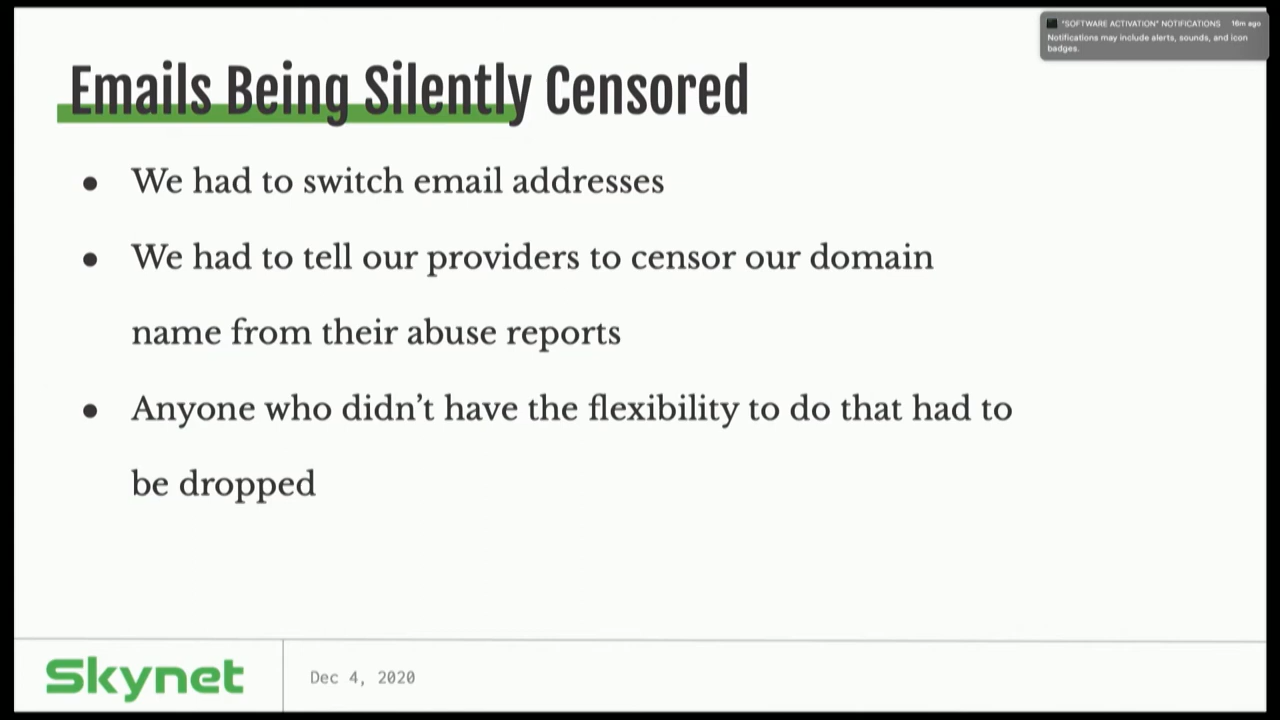 "SOFTWARE ACTIVATION" NOTIFICATIONS 16m ago
Notifications may include alerts, sounds, and icon
badges.
Emails Being Silently Censored
● We had to switch email addresses
● We had to tell our providers to censor our domain
name from their abuse reports
● Anyone who didn’t have the flexibility to do that had to
be dropped
Skynet
Dec 4, 2020